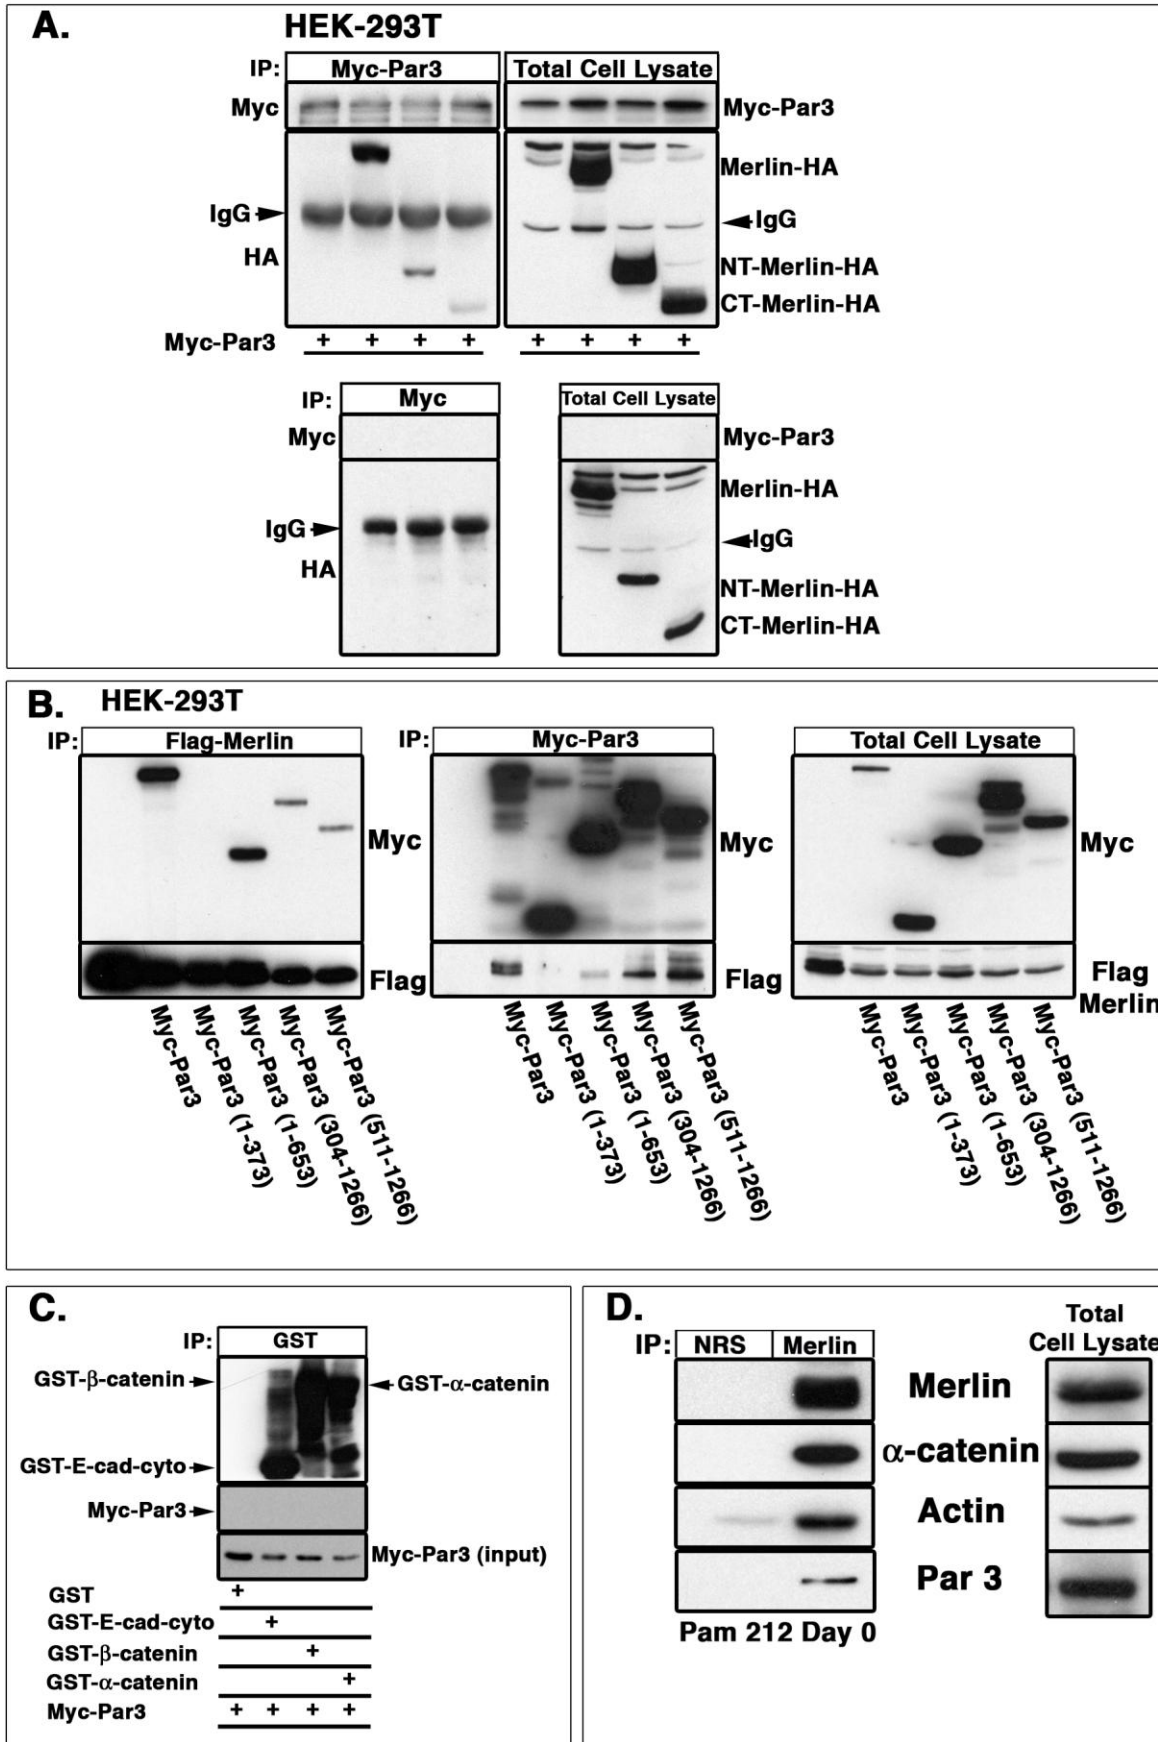 A.
HEK-293T
IP: Myc-Par3 Total Cell Lysate
Myc Myc-Par3
Merlin-HA
IgG IgG
HA NT-Merlin-HA
CT-Merlin-HA
Myc-Par3 + + + + + + + +
IP: Myc Total Cell Lysate
Myc Myc-Par3
Merlin-HA
IgG IgG
HA NT-Merlin-HA
CT-Merlin-HA
B. HEK-293T
IP: Flag-Merlin IP: Myc-Par3 Total Cell Lysate
Myc Myc Myc
Flag Flag Flag
Merlin
Myc-Par3
Myc-Par3 (1-373)
Myc-Par3 (1-653)
Myc-Par3 (304-1266)
Myc-Par3 (511-1266)
Myc-Par3
Myc-Par3 (1-373)
Myc-Par3 (1-653)
Myc-Par3 (304-1266)
Myc-Par3 (511-1266)
Myc-Par3
Myc-Par3 (1-373)
Myc-Par3 (1-653)
Myc-Par3 (304-1266)
Myc-Par3 (511-1266)
C.
IP: GST
GST-β-catenin GST-α-catenin
GST-E-cad-cyto
Myc-Par3
Myc-Par3 (input)
GST +
GST-E-cad-cyto +
GST-β-catenin +
GST-α-catenin +
Myc-Par3 + + + +
D.
Total
Cell Lysate
IP: NRS Merlin
Merlin
α-catenin
Actin
Par 3
Pam 212 Day 0